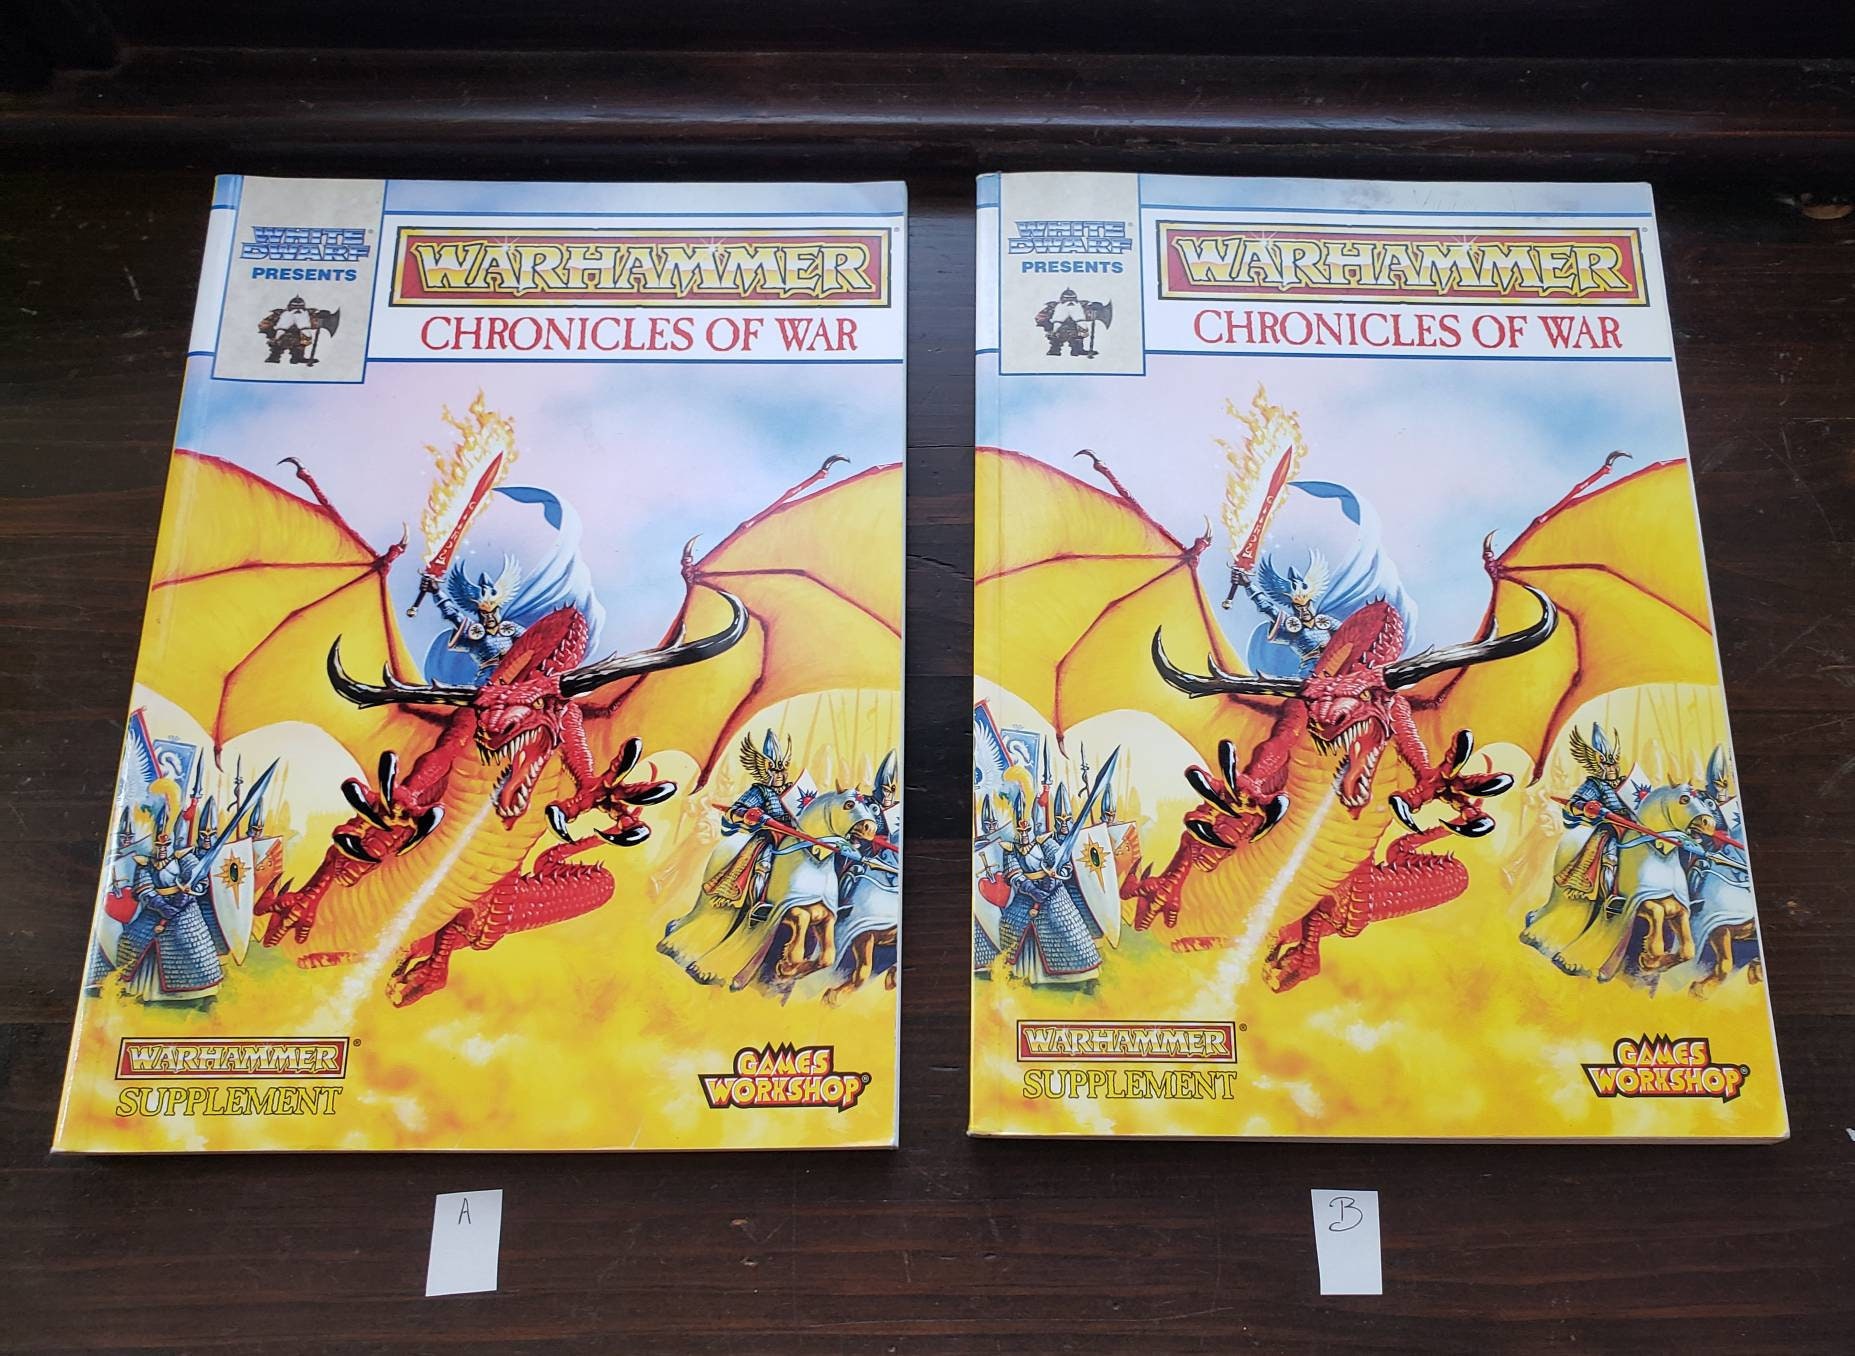 WHITE
DWARF®
PRESENTS
WARHAMMER®
CHRONICLES OF WAR
WARHAMMER®
SUPPLEMENT
GAMES
WORKSHOP®
A
WHITE
DWARF®
PRESENTS
WARHAMMER®
CHRONICLES OF WAR
WARHAMMER®
SUPPLEMENT
GAMES
WORKSHOP®
B